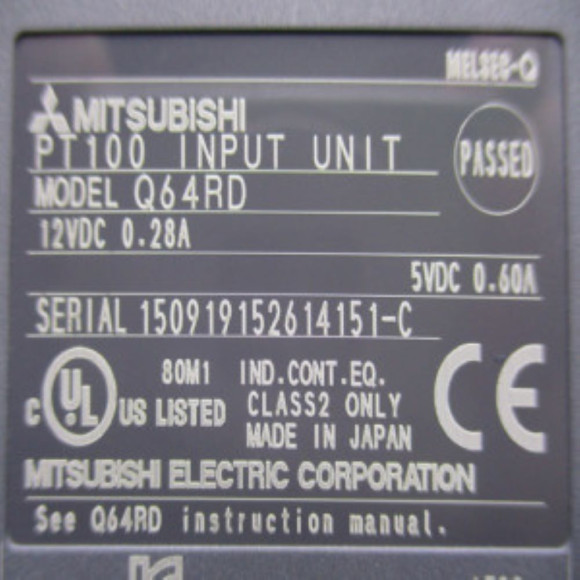 MELSEC-Q
MITSUBISHI
PT100 INPUT UNIT
PASSED
MODEL Q64RD
12VDC 0.28A
5VDC 0.60A
SERIAL 150919152614151-C
80M1 IND.CONT.EQ.
C UL US LISTED CLASS2 ONLY
MADE IN JAPAN
CE
MITSUBISHI ELECTRIC CORPORATION
See Q64RD instruction manual.